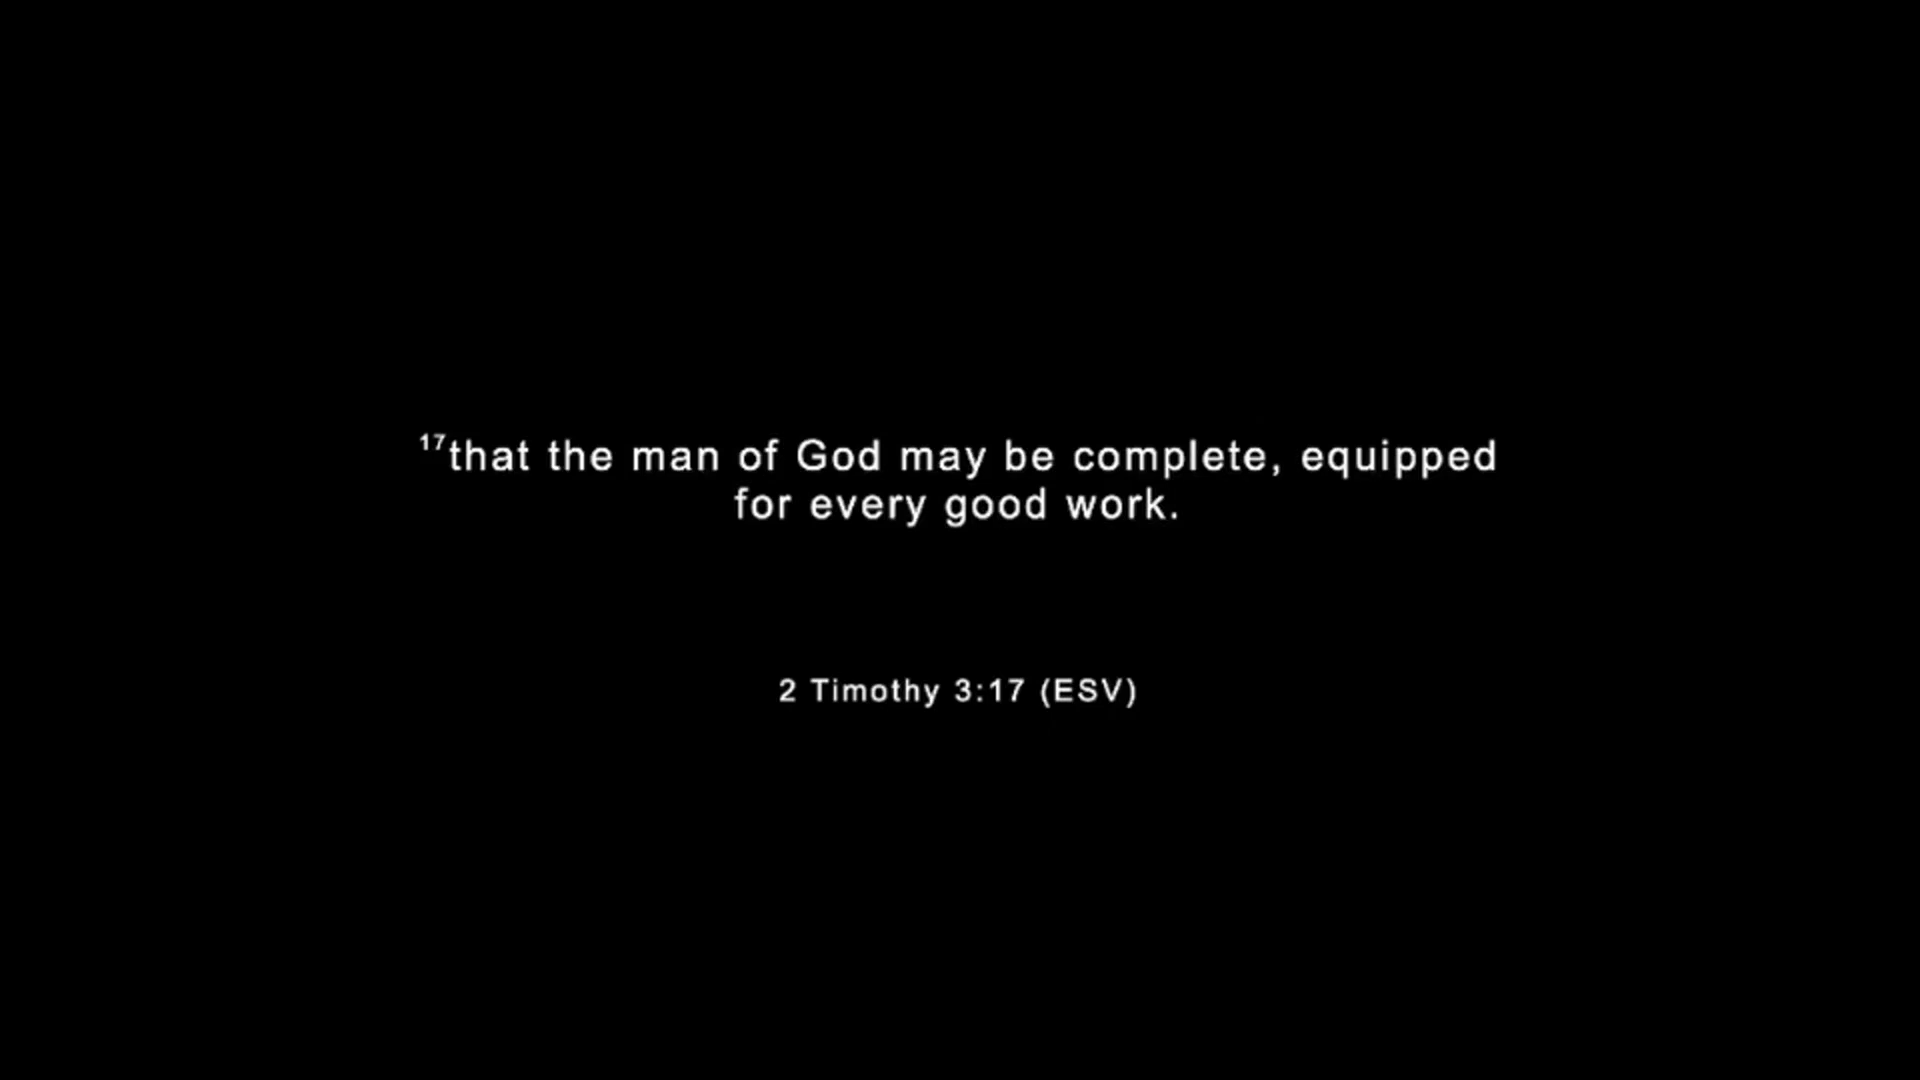 ¹⁷that the man of God may be complete, equipped
for every good work.
2 Timothy 3:17 (ESV)